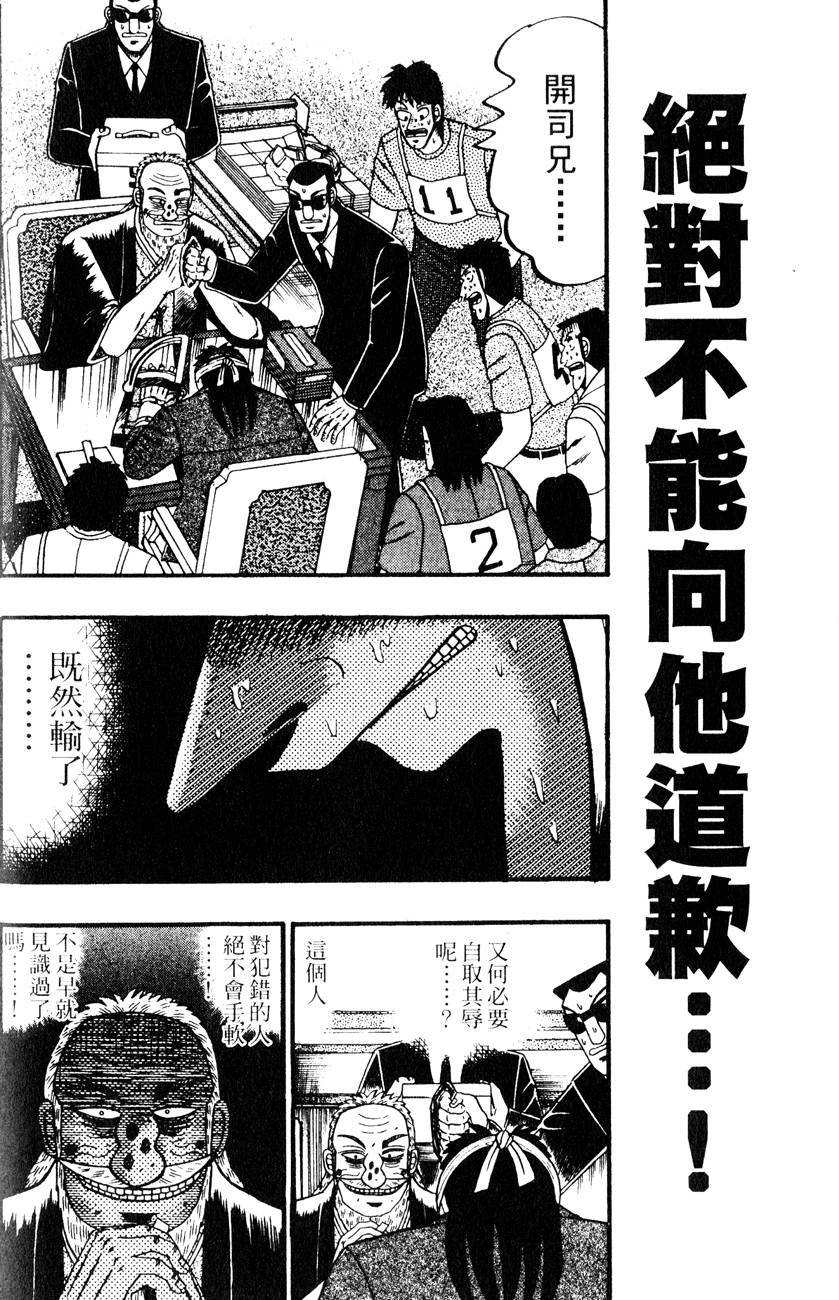 絕對不能向他道歉……！
開司兄……
11
2
既然輸了
………
又何必要
自取其辱
呢……？
這個人
對犯錯的人
絕不會手軟
……！
不是早就
見識過了
嗎……！